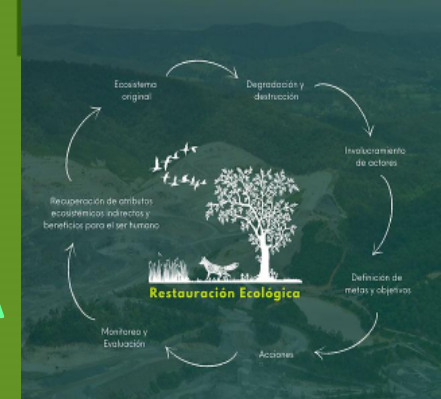 Ecosistema
original
Degradación y
destrucción
Involucramiento
de actores
Definición de
metas y objetivos
Acciones
Monitoreo y
Evaluación
Recuperación de atributos
ecosistémicos indirectos y
beneficios para el ser humano
Restauración Ecológica